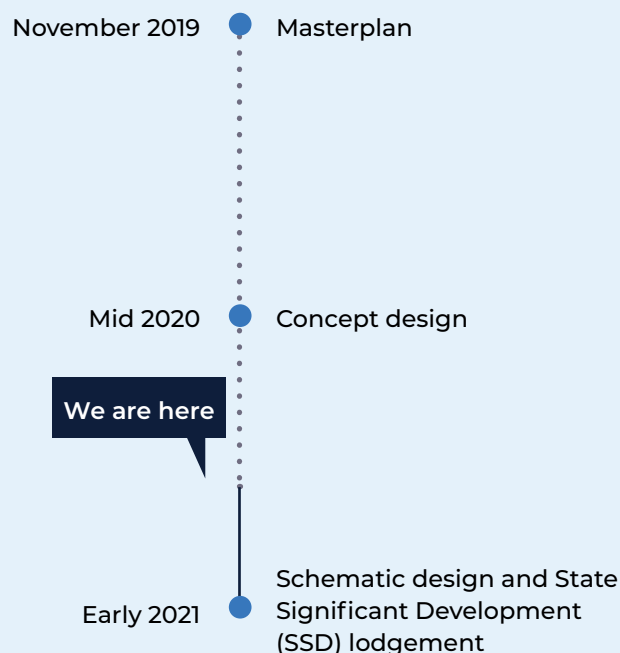 November 2019
Masterplan
Mid 2020
Concept design
We are here
Early 2021
Schematic design and State
Significant Development
(SSD) lodgement